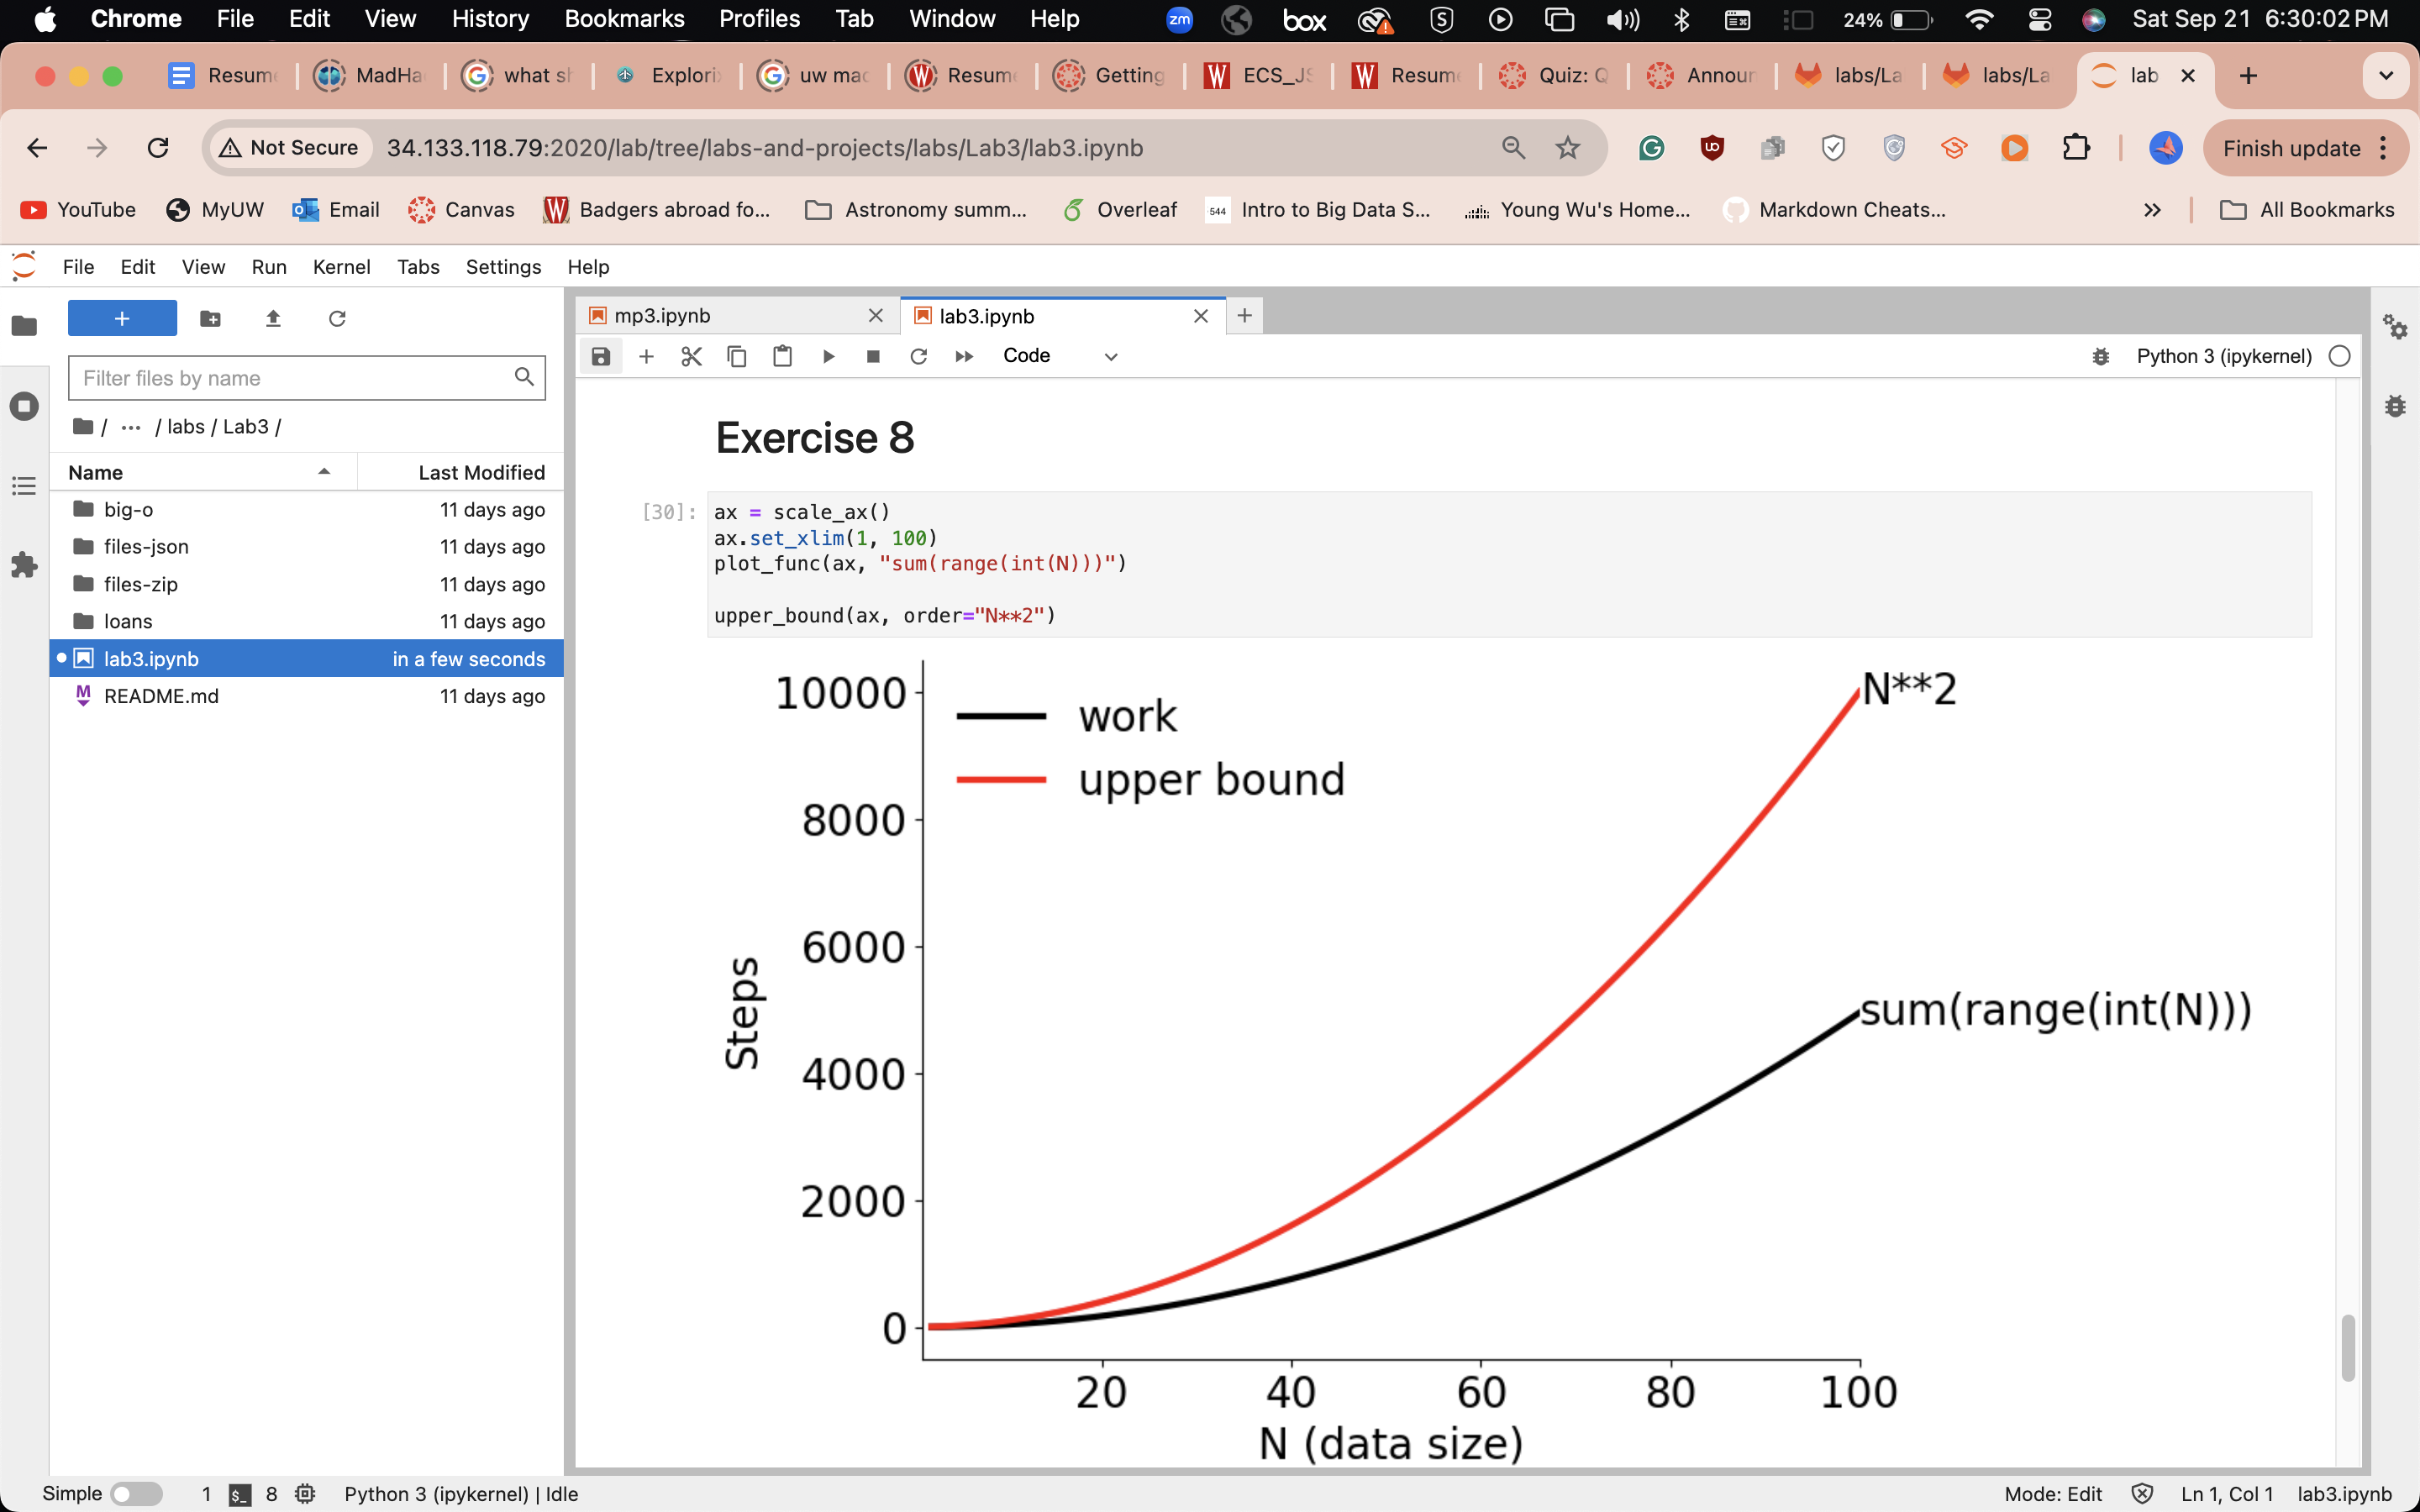 Chrome File Edit View History Bookmarks Profiles Tab Window Help zm box 24% Sat Sep 21 6:30:02 PM
Resum MadHa what sh Explori uw mad Resum Getting ECS_JS Resum Quiz: Q Announ labs/La labs/La lab
Not Secure 34.133.118.79:2020/lab/tree/labs-and-projects/labs/Lab3/lab3.ipynb Finish update
YouTube MyUW Email Canvas Badgers abroad fo... Astronomy summ... Overleaf 544 Intro to Big Data S... Young Wu's Home... Markdown Cheats... All Bookmarks
File Edit View Run Kernel Tabs Settings Help
mp3.ipynb lab3.ipynb
Code Python 3 (ipykernel)
Filter files by name
/ ... / labs / Lab3 /
Name Last Modified
big-o 11 days ago
files-json 11 days ago
files-zip 11 days ago
loans 11 days ago
lab3.ipynb in a few seconds
README.md 11 days ago
Exercise 8
[30]: ax = scale_ax()
ax.set_xlim(1, 100)
plot_func(ax, "sum(range(int(N)))")
upper_bound(ax, order="N**2")
10000
8000
6000
4000
2000
0
Steps
work
upper bound
N**2
sum(range(int(N)))
20 40 60 80 100
N (data size)
Simple 1 $_ 8 Python 3 (ipykernel) | Idle Mode: Edit Ln 1, Col 1 lab3.ipynb